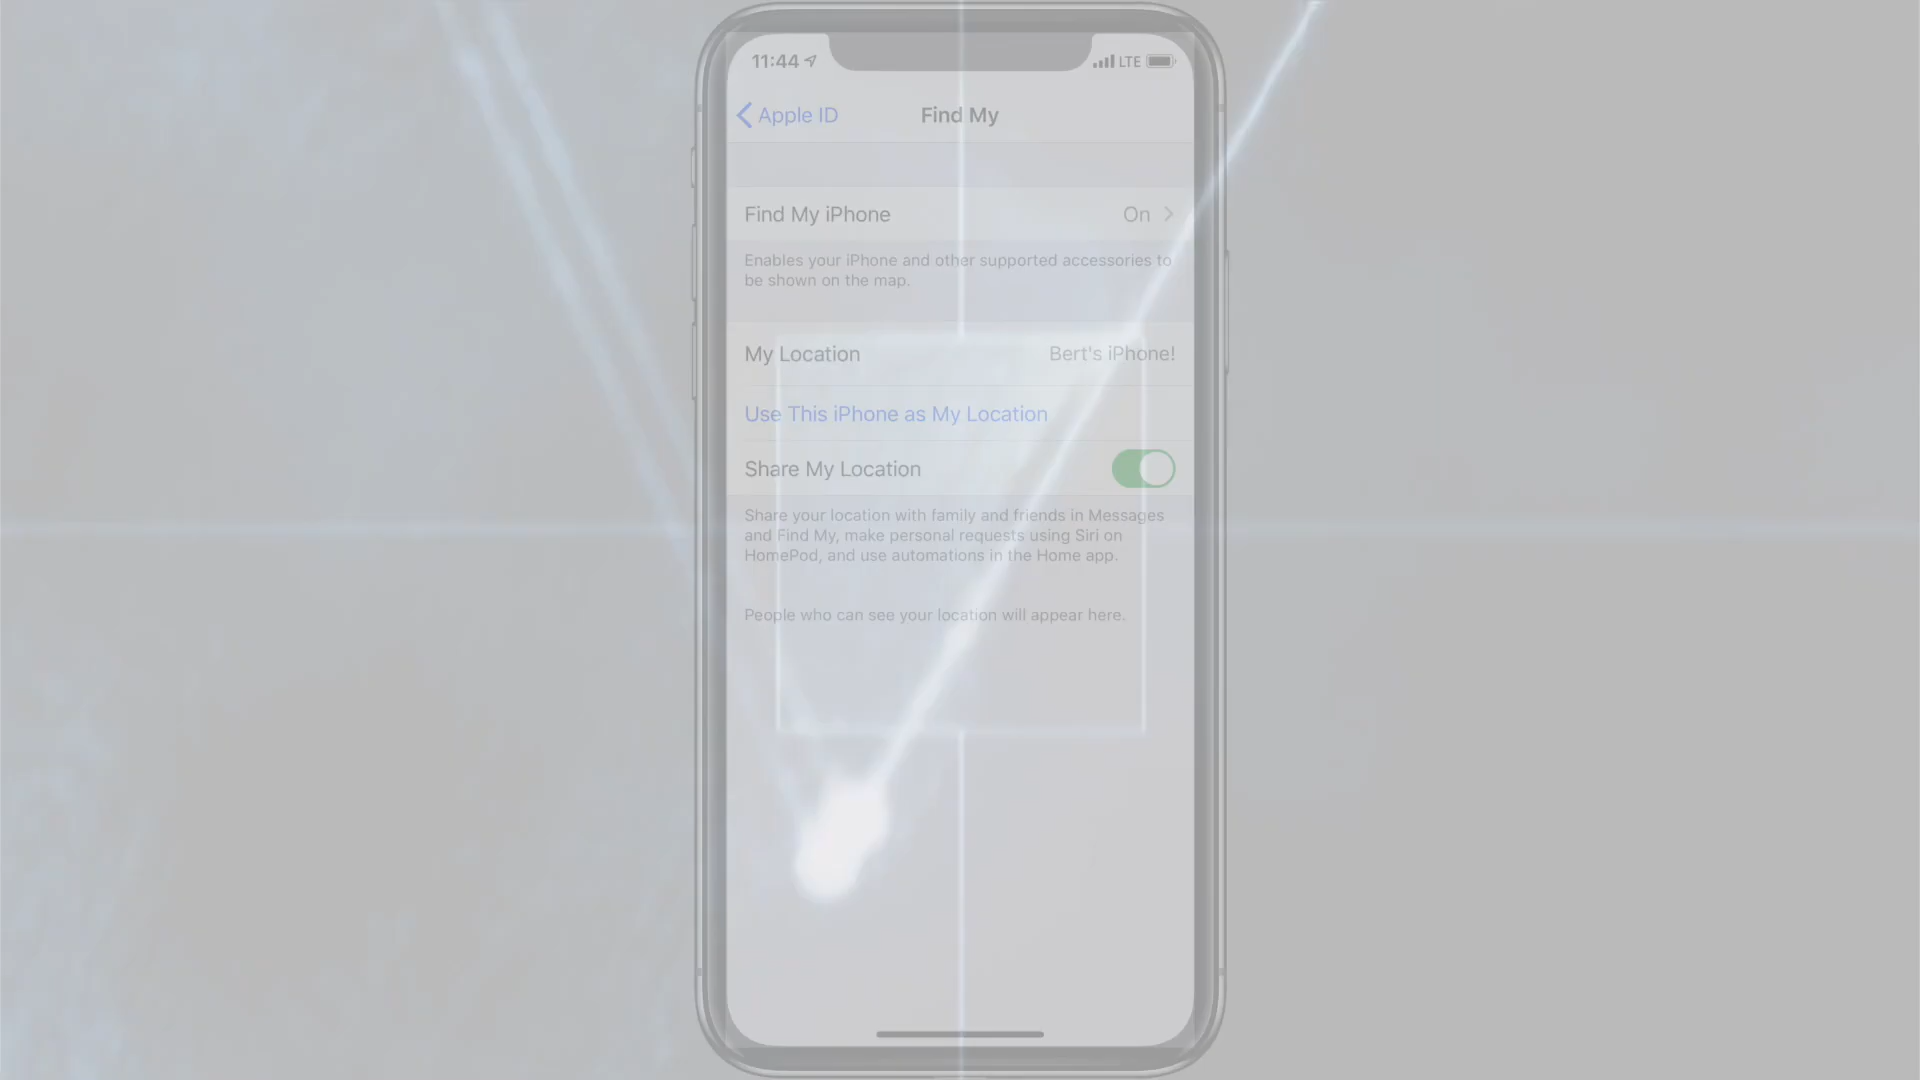 11:44
LTE
Apple ID
Find My
Find My iPhone
On
Enables your iPhone and other supported accessories to
be shown on the map.
My Location
Bert's iPhone!
Use This iPhone as My Location
Share My Location
Share your location with family and friends in Messages
and Find My, make personal requests using Siri on
HomePod, and use automations in the Home app.
People who can see your location will appear here.